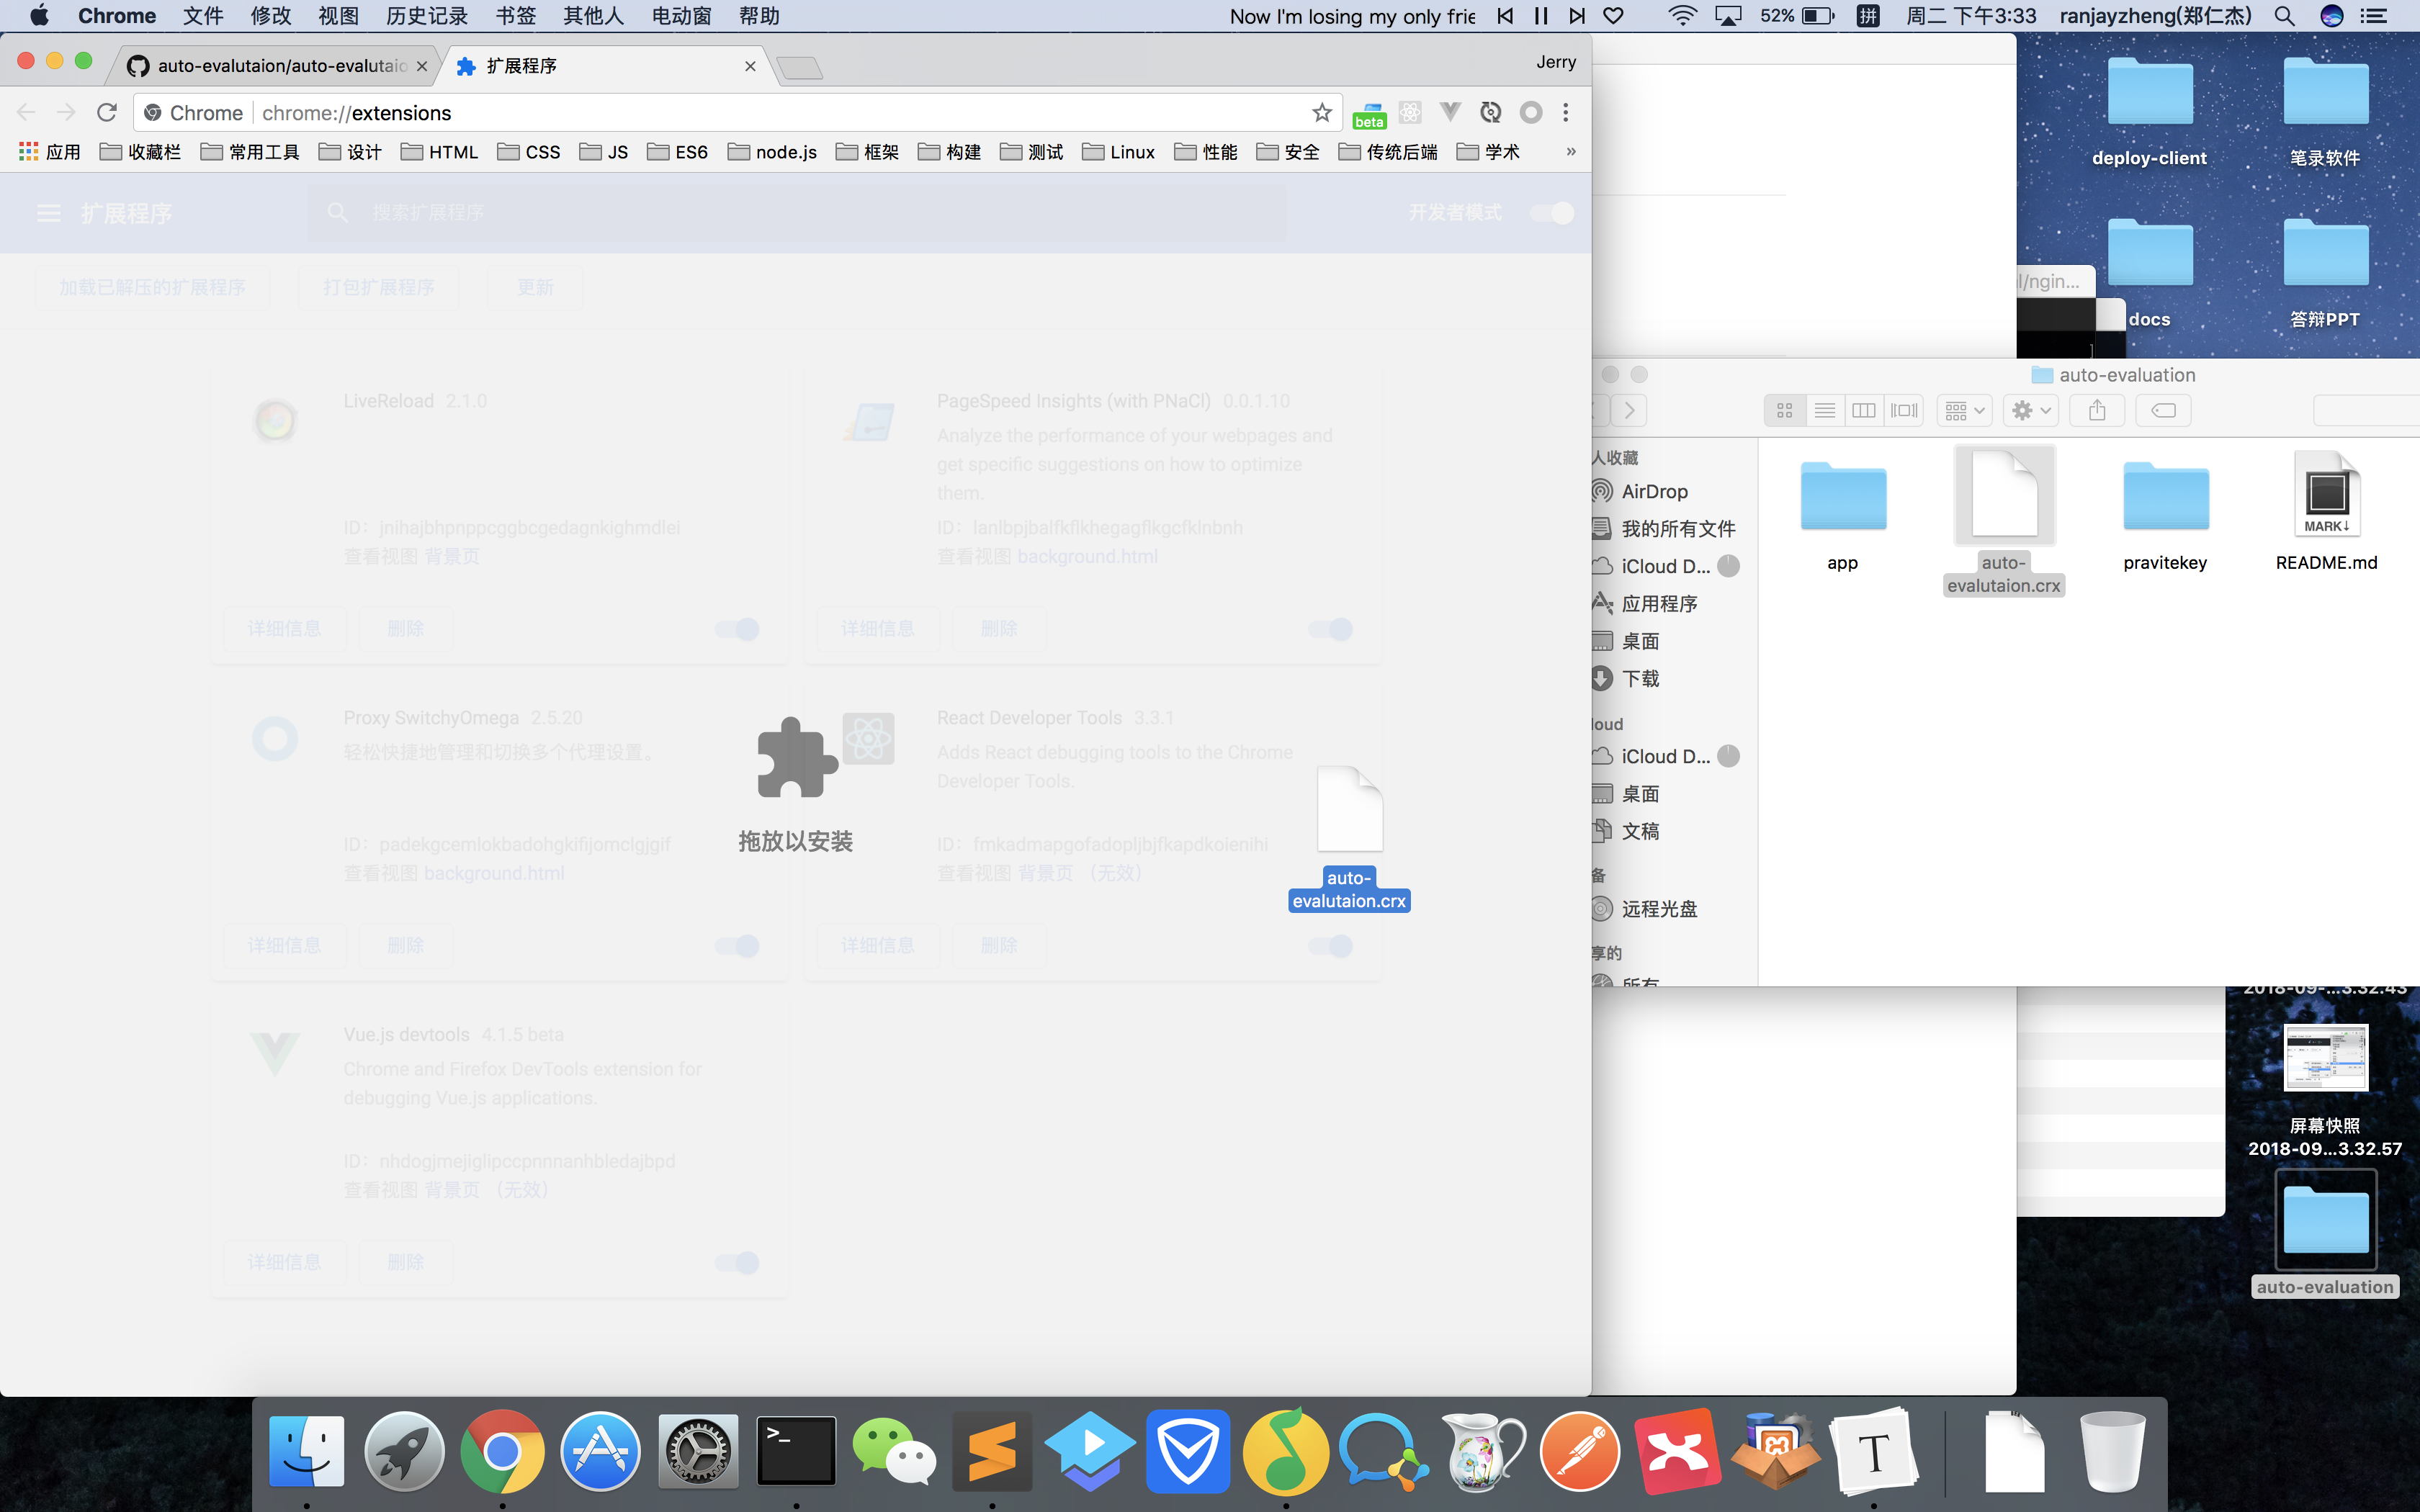 Chrome 文件 修改 视图 历史记录 书签 其他人 电动窗 帮助
Now I'm losing my only frie
52% 拼 周二 下午3:33 ranjayzheng(郑仁杰)
auto-evalutaion/auto-evalutaio
扩展程序
Jerry
Chrome chrome://extensions
beta
应用 收藏栏 常用工具 设计 HTML CSS JS ES6 node.js 框架 构建 测试 Linux 性能 安全 传统后端 学术 »
扩展程序 搜索扩展程序 开发者模式
加载已解压的扩展程序 打包扩展程序 更新
LiveReload 2.1.0
ID：jnihajbhpnppcggbcgedagnkighmdlei
查看视图 背景页
详细信息 删除
PageSpeed Insights (with PNaCl) 0.0.1.10
Analyze the performance of your webpages and
get specific suggestions on how to optimize
them.
ID：lanlbpjbalfkflkhegagflkgcfklnbnh
查看视图 background.html
详细信息 删除
Proxy SwitchyOmega 2.5.20
轻松快捷地管理和切换多个代理设置。
ID：padekgcemlokbadohgkifijomclgjgif
查看视图 background.html
详细信息 删除
React Developer Tools 3.3.1
Adds React debugging tools to the Chrome
Developer Tools.
ID：fmkadmapgofadopljbjfkapdkoienihi
查看视图 背景页 （无效）
详细信息 删除
拖放以安装
auto-
evalutaion.crx
Vue.js devtools 4.1.5 beta
Chrome and Firefox DevTools extension for
debugging Vue.js applications.
ID：nhdogjmejiglipccpnnnanhbledajbpd
查看视图 背景页 （无效）
详细信息 删除
deploy-client
笔录软件
l/ngin...
docs
答辩PPT
auto-evaluation
人收藏
AirDrop
我的所有文件
iCloud D...
应用程序
桌面
下载
loud
iCloud D...
桌面
文稿
备
远程光盘
享的
所有
app
auto-
evalutaion.crx
pravitekey
MARK↓
README.md
2018-09-...3.32.43
屏幕快照
2018-09...3.32.57
auto-evaluation